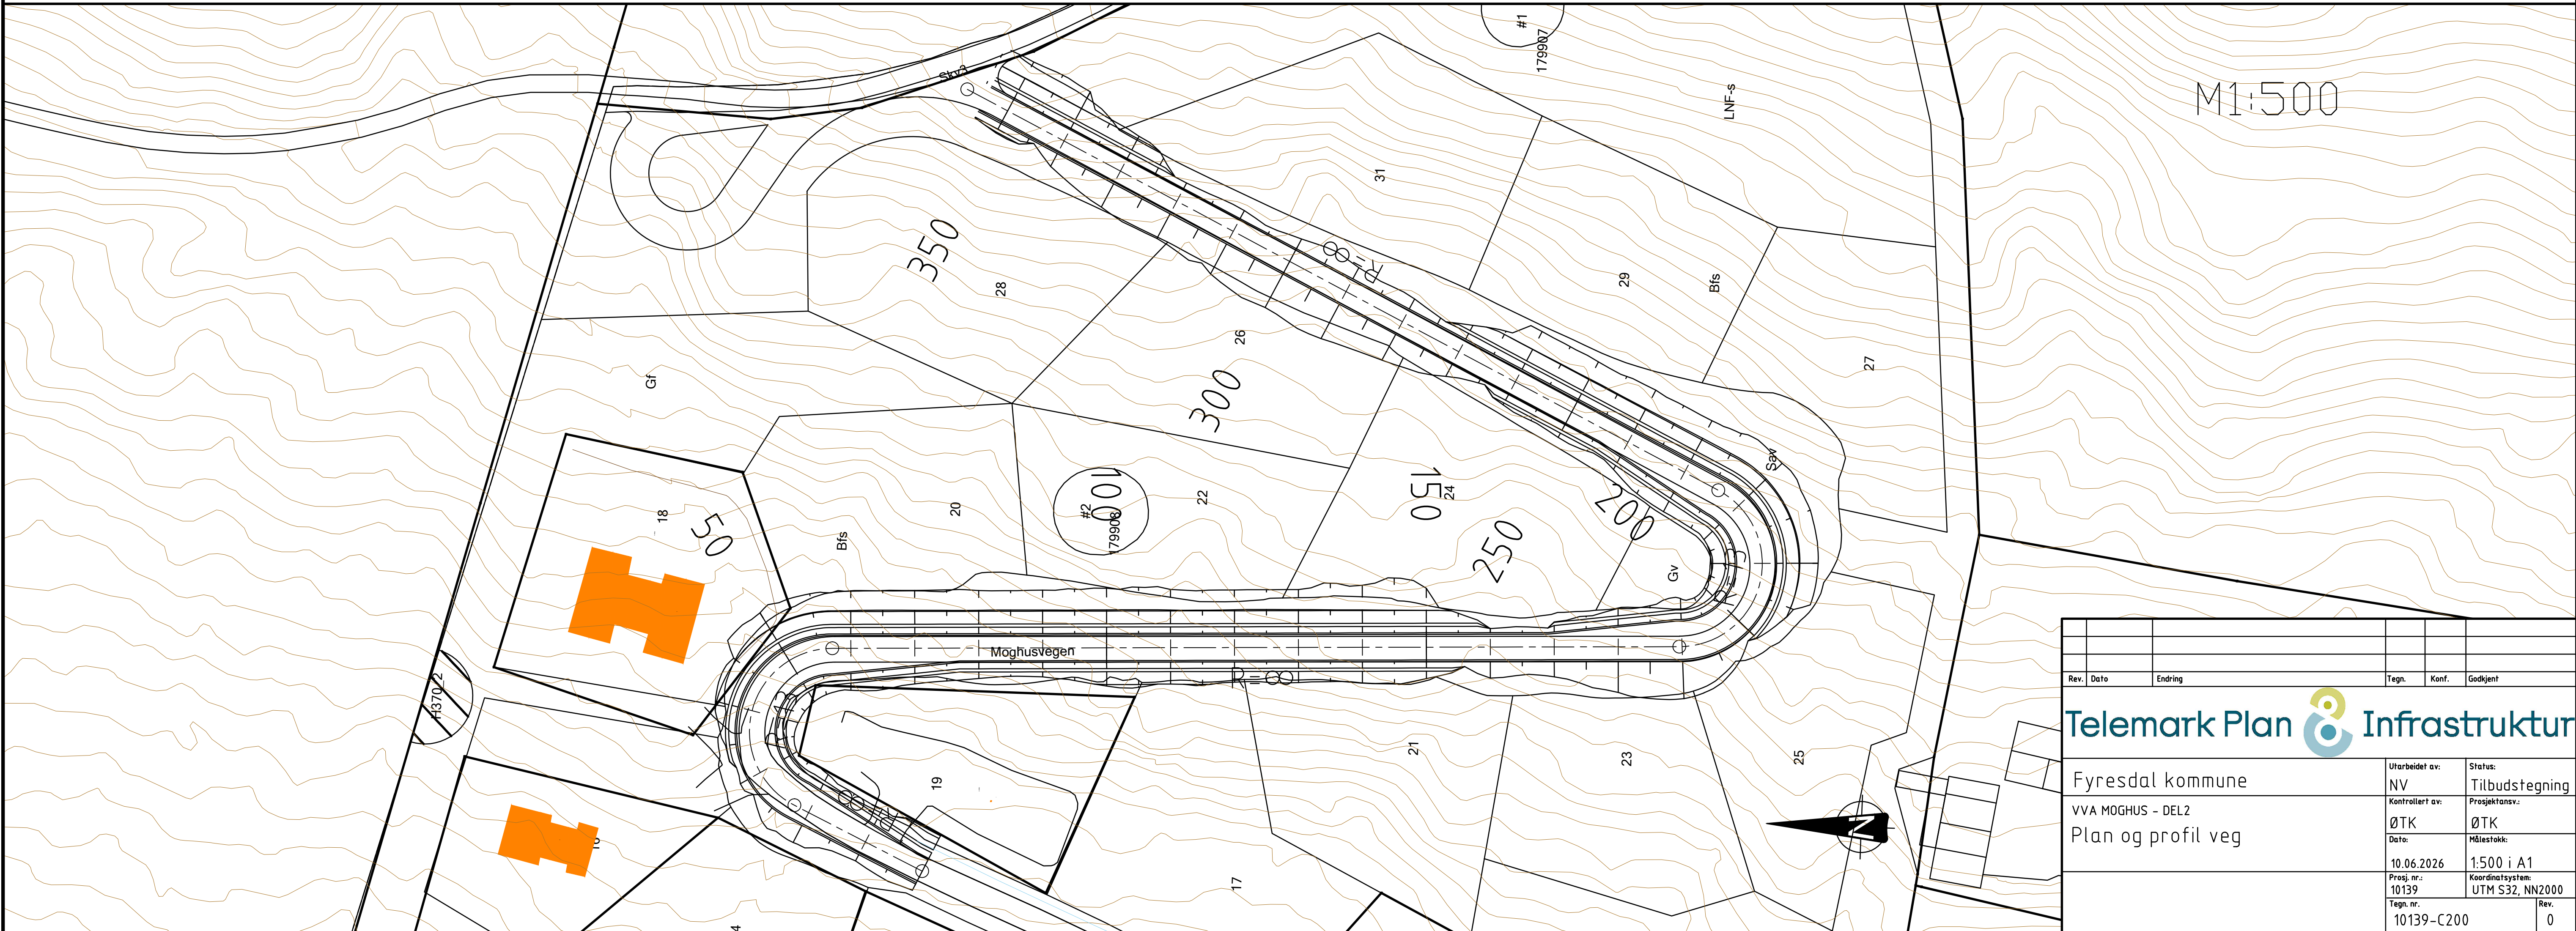 #1
179907
Skv3
LNF-s
M1:500
31
350
28
R=∞
29
Bfs
27
26
Gf
300
Sav
18
50
Bfs
20
#2
100
179908
22
150
24
250
200
Gv
Moghusvegen
R=∞
H370_2
19
21
23
25
17
N
Rev.
Dato
Endring
Tegn.
Konf.
Godkjent
Telemark Plan & Infrastruktur
Fyresdal kommune
Utarbeidet av:
NV
Status:
Tilbudstegning
VVA MOGHUS - DEL2
Plan og profil veg
Kontrollert av:
ØTK
Prosjektansv.:
ØTK
Dato:
10.06.2026
Målestokk:
1:500 i A1
Prosj. nr.:
10139
Koordinatsystem:
UTM S32, NN2000
Tegn. nr.
10139-C200
Rev.
0